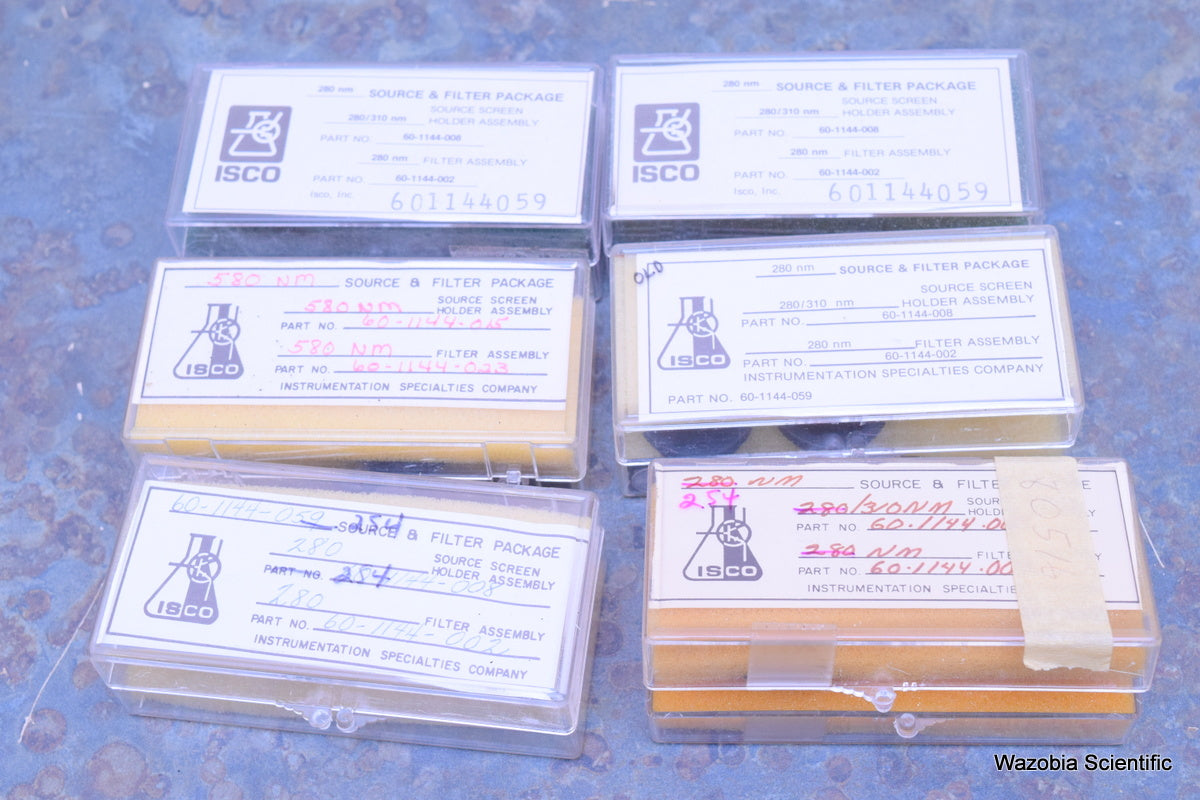 280 nm SOURCE & FILTER PACKAGE
SOURCE SCREEN
280/310 nm HOLDER ASSEMBLY
PART NO. 60-1144-008
280 nm FILTER ASSEMBLY
PART NO. 60-1144-002
ISCO
Isco, Inc. 601144059
280 nm SOURCE & FILTER PACKAGE
SOURCE SCREEN
280/310 nm HOLDER ASSEMBLY
PART NO. 60-1144-008
280 nm FILTER ASSEMBLY
PART NO. 60-1144-002
ISCO
Isco, Inc. 601144059
580 NM SOURCE & FILTER PACKAGE
SOURCE SCREEN
580 NM HOLDER ASSEMBLY
PART NO. 60-1144-015
580 NM FILTER ASSEMBLY
ISCO
PART NO. 60-1144-023
INSTRUMENTATION SPECIALTIES COMPANY
OLD
280 nm SOURCE & FILTER PACKAGE
SOURCE SCREEN
280/310 nm HOLDER ASSEMBLY
PART NO. 60-1144-008
280 nm FILTER ASSEMBLY
ISCO
PART NO. 60-1144-002
INSTRUMENTATION SPECIALTIES COMPANY
PART NO. 60-1144-059
60-1144-059 254
SOURCE & FILTER PACKAGE
280 SOURCE SCREEN
HOLDER ASSEMBLY
PART NO. 254 1144-008
280 FILTER ASSEMBLY
ISCO
PART NO. 60-1144-002
INSTRUMENTATION SPECIALTIES COMPANY
280 NM SOURCE & FILTE
254
280/310NM SOUR
PART NO. 60-1144-00
280 NM FILT
ISCO
PART NO. 60-1144-00
INSTRUMENTATION SPECIALTIE
Wazobia Scientific